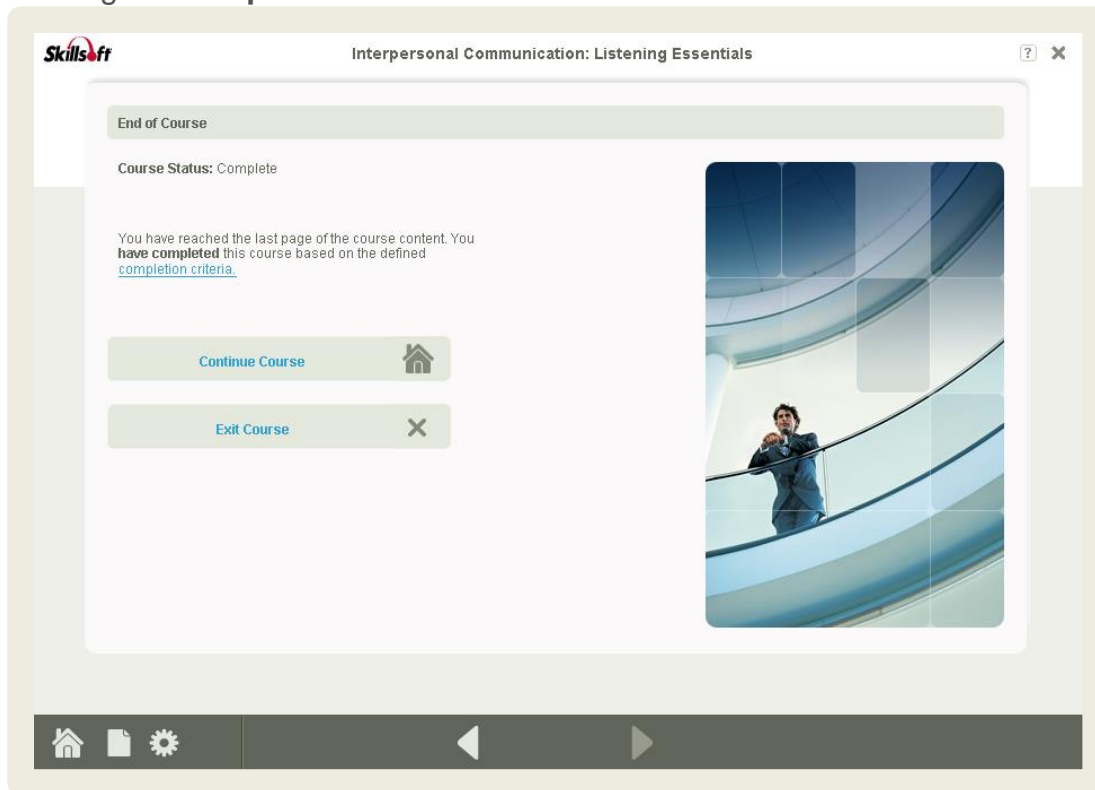 Skillsoft
Interpersonal Communication: Listening Essentials
?
End of Course
Course Status: Complete
You have reached the last page of the course content. You
have completed this course based on the defined
completion criteria.
Continue Course
Exit Course